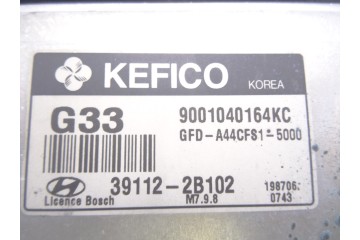 KEFICO KOREA
G33 9001040164KC
GFD-A44CFS1-5000
39112-2B102 198706
Licence Bosch M7.9.8 0743